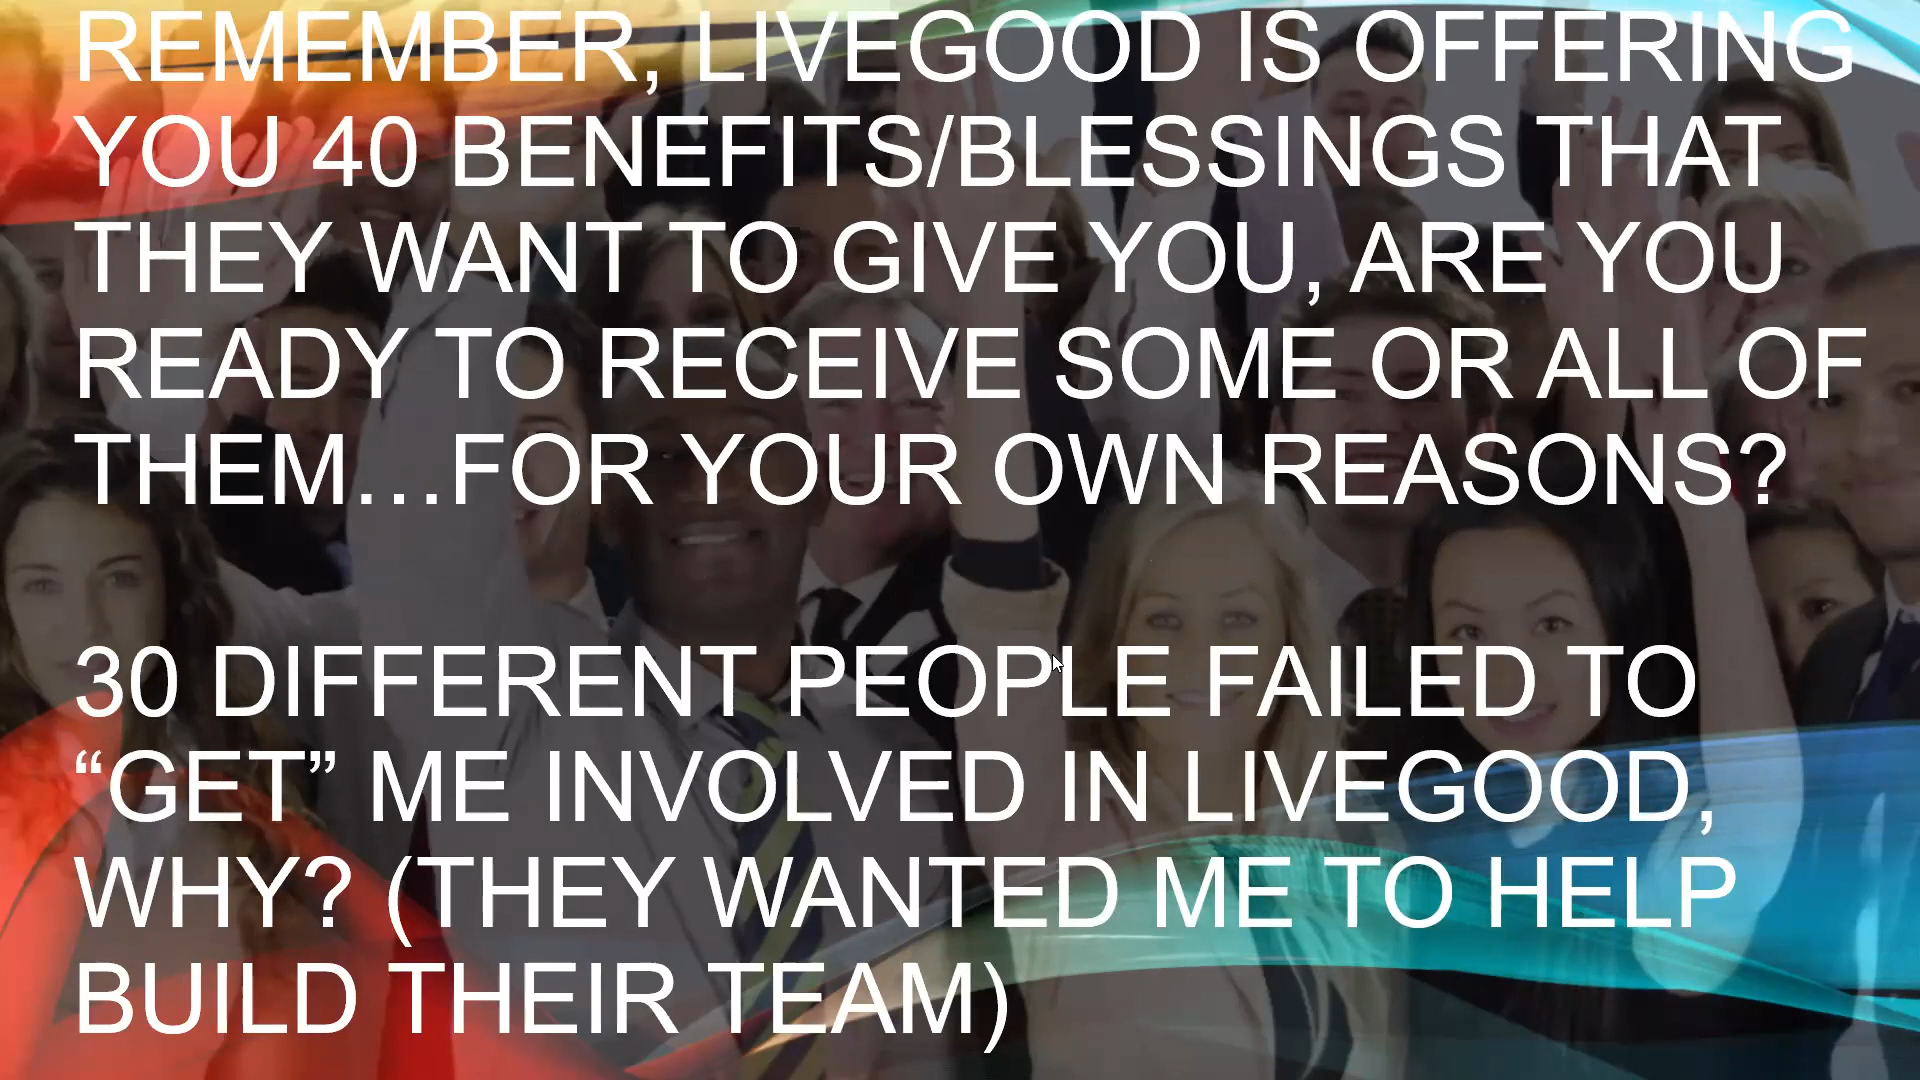 REMEMBER, LIVEGOOD IS OFFERING
YOU 40 BENEFITS/BLESSINGS THAT
THEY WANT TO GIVE YOU, ARE YOU
READY TO RECEIVE SOME OR ALL OF
THEM…FOR YOUR OWN REASONS?
30 DIFFERENT PEOPLE FAILED TO
“GET” ME INVOLVED IN LIVEGOOD,
WHY? (THEY WANTED ME TO HELP
BUILD THEIR TEAM)